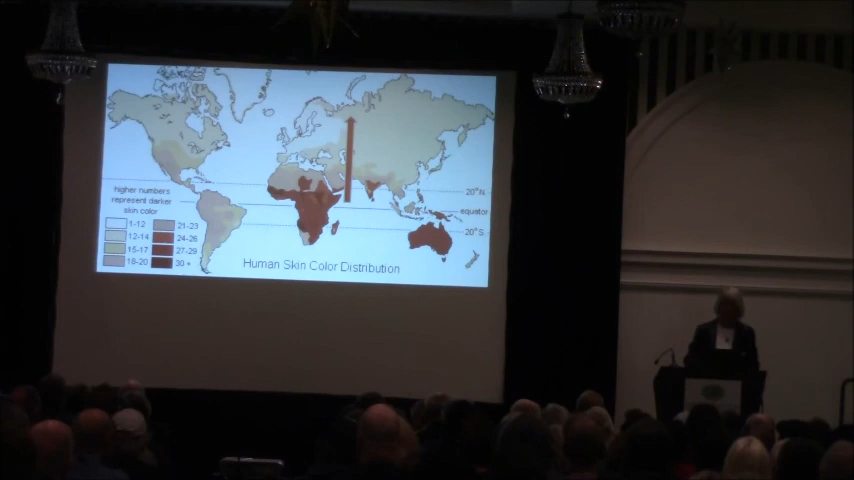 20°N
higher numbers
represent darker
skin color
equator
1-12
21-23
20°S
12-14
24-26
15-17
27-29
18-20
30 +
Human Skin Color Distribution